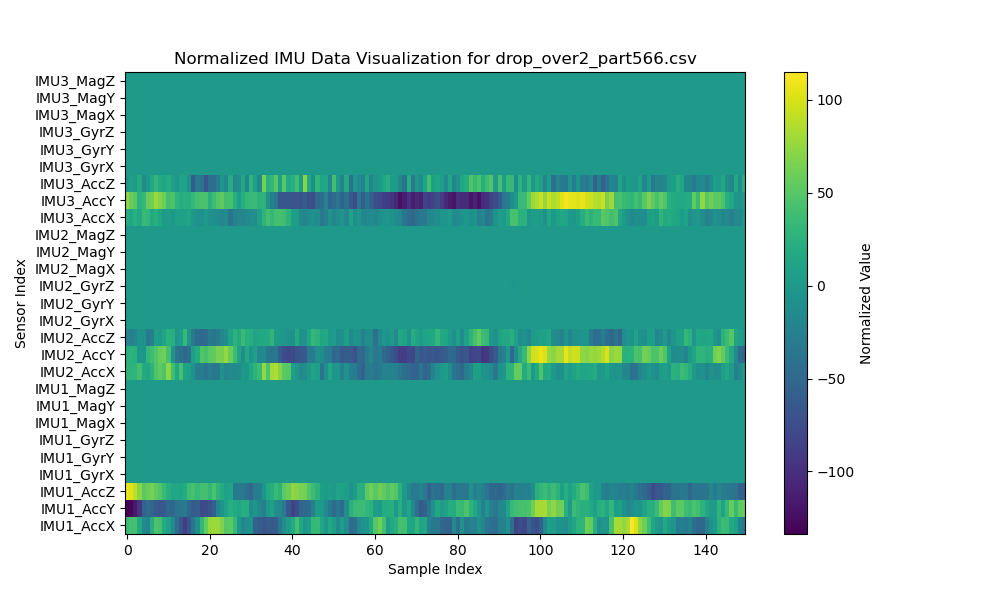 Normalized IMU Data Visualization for drop_over2_part566.csv
IMU3_MagZ
IMU3_MagY
IMU3_MagX
IMU3_GyrZ
IMU3_GyrY
IMU3_GyrX
IMU3_AccZ
IMU3_AccY
IMU3_AccX
IMU2_MagZ
IMU2_MagY
IMU2_MagX
IMU2_GyrZ
IMU2_GyrY
IMU2_GyrX
IMU2_AccZ
IMU2_AccY
IMU2_AccX
IMU1_MagZ
IMU1_MagY
IMU1_MagX
IMU1_GyrZ
IMU1_GyrY
IMU1_GyrX
IMU1_AccZ
IMU1_AccY
IMU1_AccX
Sensor Index
0 20 40 60 80 100 120 140
Sample Index
100
50
0
−50
−100
Normalized Value